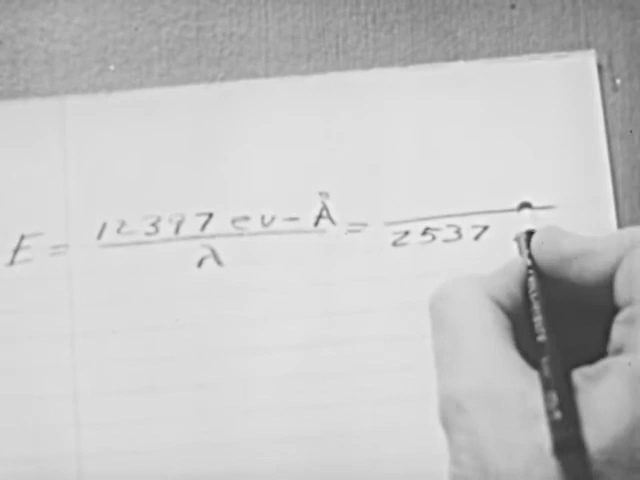 E = 12397 ev-Å / λ = / 2537